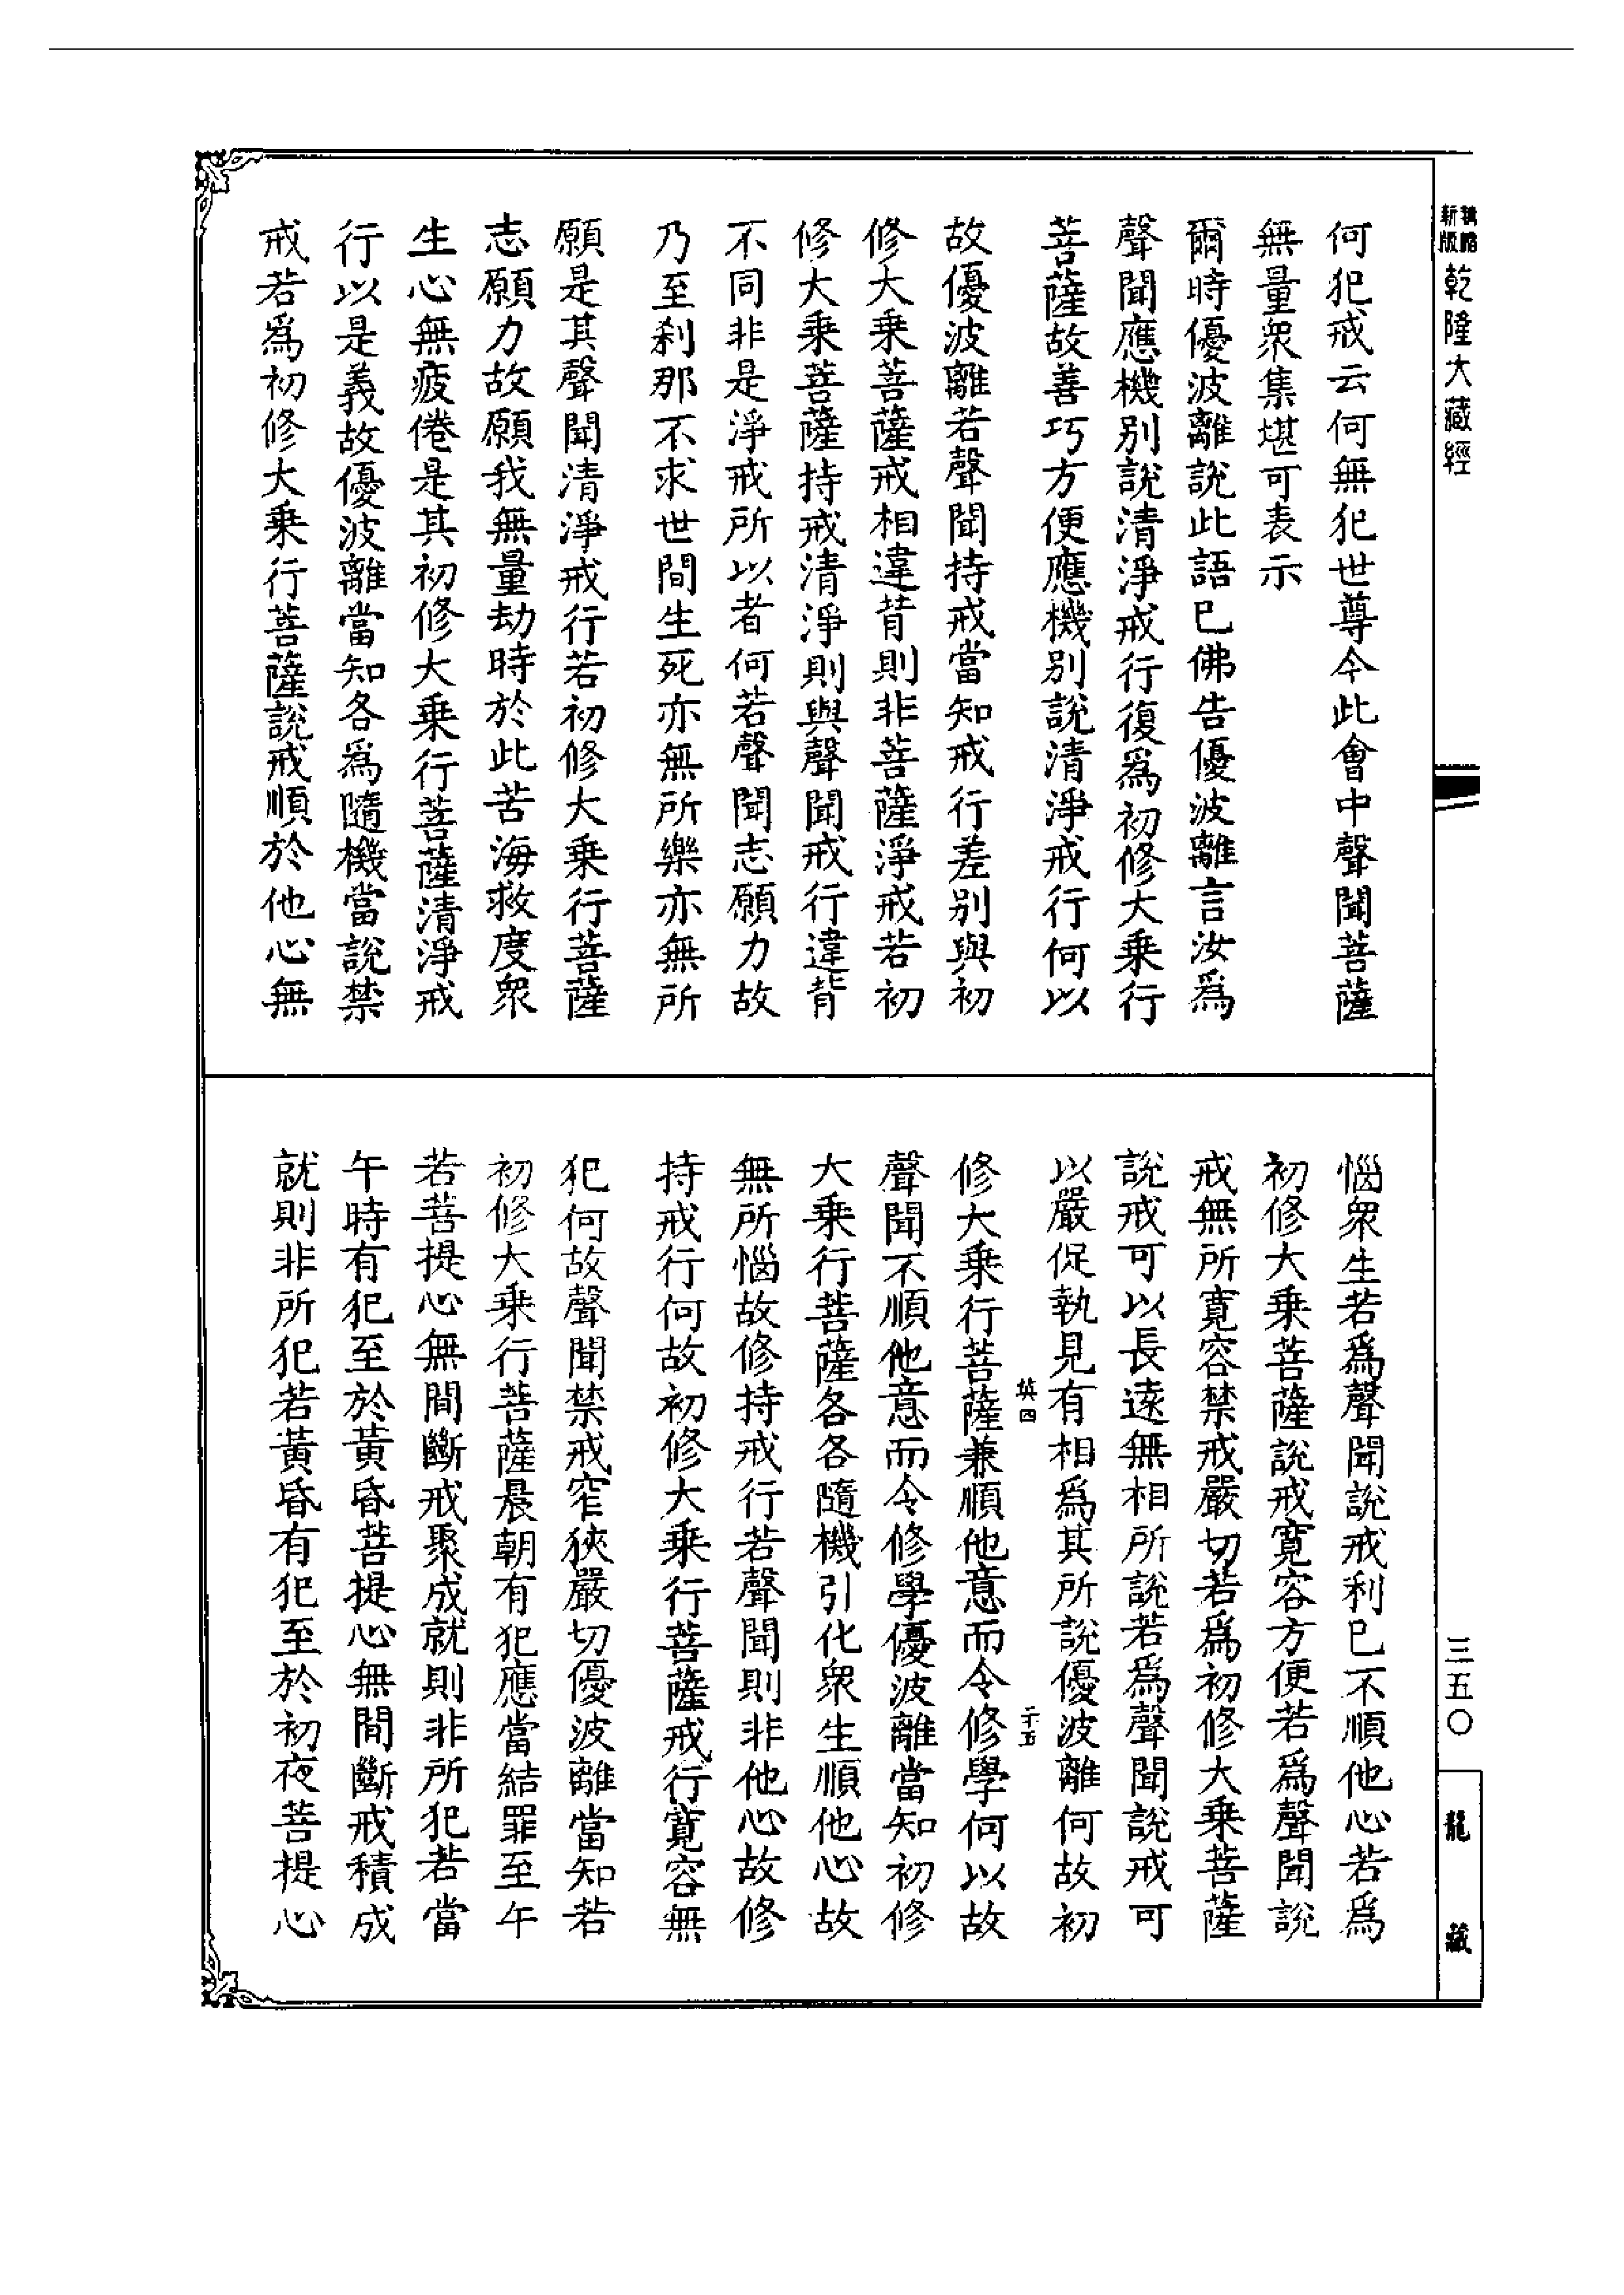 新版
乾隆大藏經
何犯戒云何無犯世尊今此會中聲聞菩薩
無量衆集堪可表示
爾時優波離說此語已佛告優波離言汝爲
聲聞應機別說清淨戒行復爲初修大乗行
菩薩故善巧方便應機別說清淨戒行何以
故優波離若聲聞持戒當知戒行差別與初
修大乗菩薩戒相違背則非菩薩淨戒若初
修大乗菩薩持戒清淨則與聲聞戒行違背
不同非是淨戒所以者何若聲聞志願力故
乃至刹那不求世間生死亦無所樂亦無所
願是其聲聞清淨戒行若初修大乗行菩薩
志願力故願我無量劫時於此苦海救度衆
生心無疲倦是其初修大乗行菩薩清淨戒
行以是義故優波離當知各爲隨機當說禁
戒若爲初修大乗行菩薩說戒順於他心無
惱衆生若爲聲聞說戒利已不順他心若爲
初修大乗菩薩說戒寬容方便若爲聲聞說
戒無所寬容禁戒嚴切若爲初修大乗菩薩
說戒可以長遠無相所說若爲聲聞說戒可
以嚴促執見有相爲其所說優波離何故初
英四
二十五
修大乗行菩薩兼順他意而令修學何以故
聲聞不順他意而令修學優波離當知初修
大乗行菩薩各各隨機引化衆生順他心故
無所惱故修持戒行若聲聞則非他心故修
持戒行何故初修大乗行菩薩戒行寬容無
犯何故聲聞禁戒窄狹嚴切優波離當知若
初修大乗行菩薩晨朝有犯應當結罪至午
若菩提心無間斷戒聚成就則非所犯若當
午時有犯至於黃昏菩提心無間斷戒積成
就則非所犯若黃昏有犯至於初夜菩提心
三五〇
龍藏